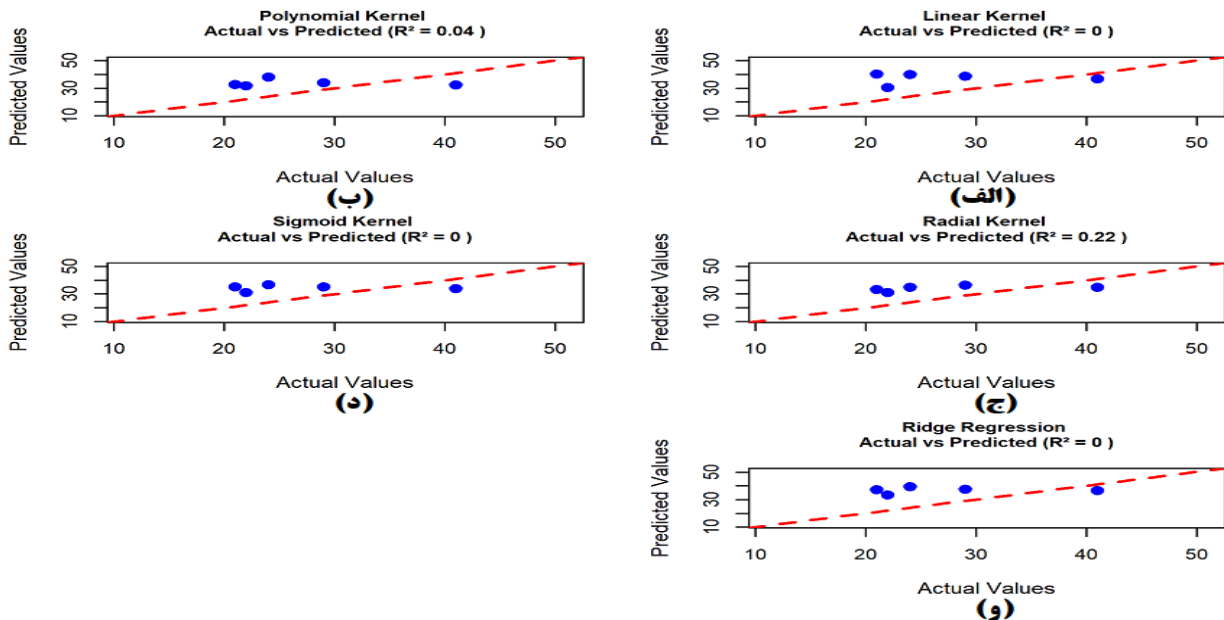 Polynomial Kernel
Actual vs Predicted (R² = 0.04 )
Predicted Values
50
30
10
10 20 30 40 50
Actual Values
(ب)
Linear Kernel
Actual vs Predicted (R² = 0 )
Predicted Values
50
30
10
10 20 30 40 50
Actual Values
(الف)
Sigmoid Kernel
Actual vs Predicted (R² = 0 )
Predicted Values
50
30
10
10 20 30 40 50
Actual Values
(د)
Radial Kernel
Actual vs Predicted (R² = 0.22 )
Predicted Values
50
30
10
10 20 30 40 50
Actual Values
(ج)
Ridge Regression
Actual vs Predicted (R² = 0 )
Predicted Values
50
30
10
10 20 30 40 50
Actual Values
(و)